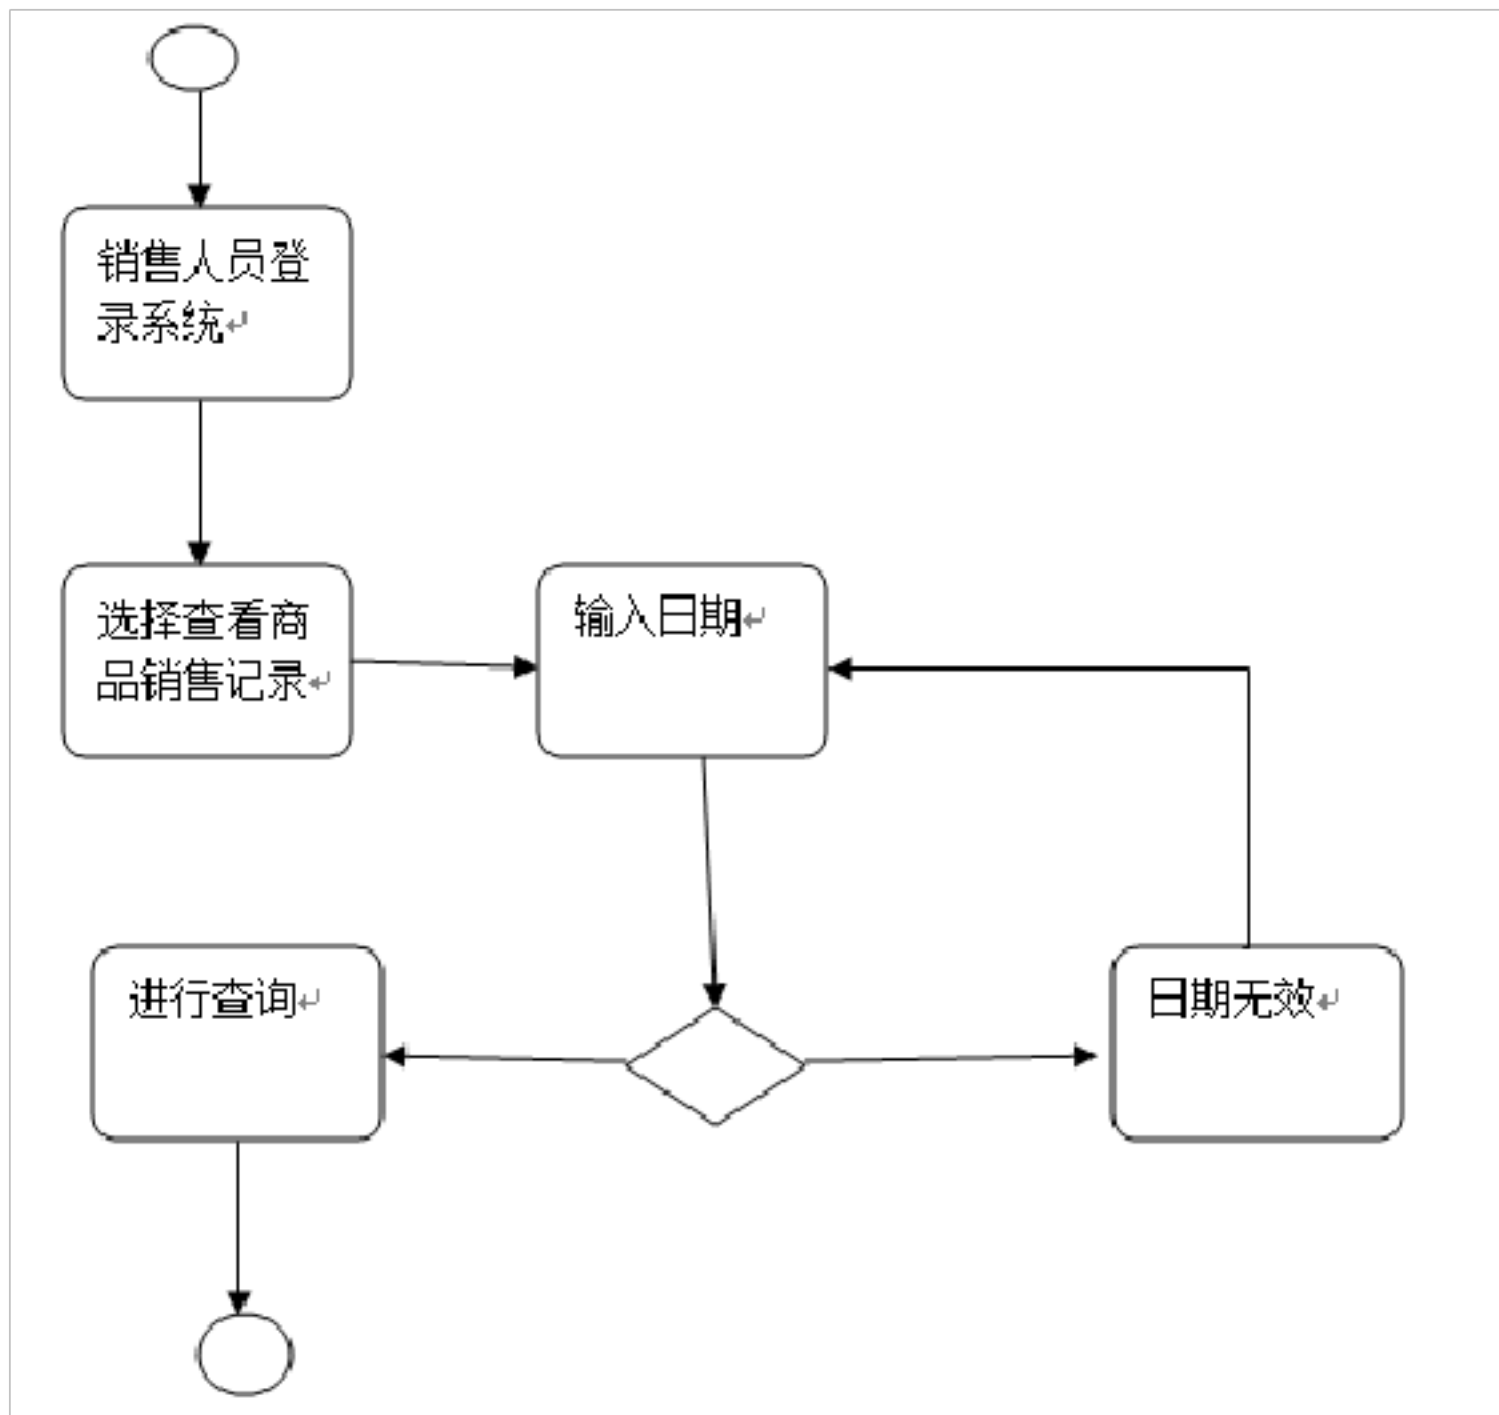 销售人员登
录系统
选择查看商
品销售记录
输入日期
进行查询
日期无效